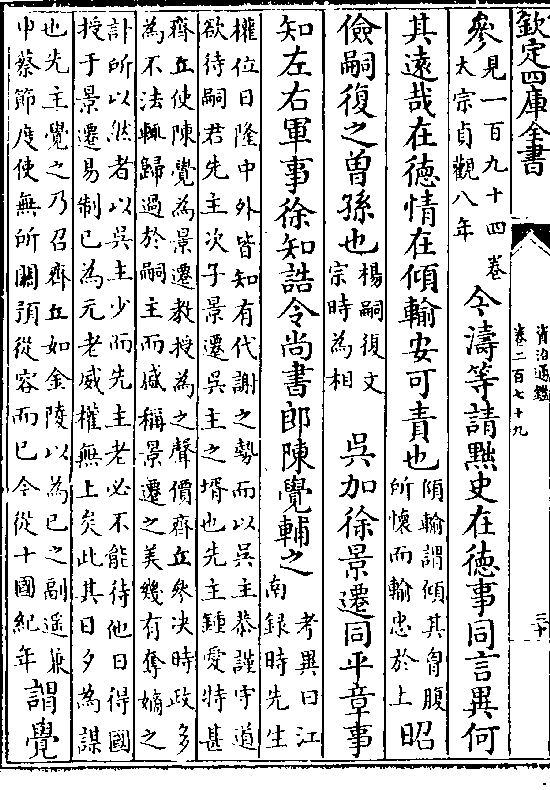 欽定四庫全書
資治通鑑
卷二百七十九
三十
參見一百九十四卷
太宗貞觀八年
今濤等請黜史在徳事同言異何
其遠哉在徳情在傾輸安可責也
傾輸謂傾其胷腹
所懷而輸忠於上
昭
儉嗣復之曽孫也
楊嗣復文
宗時為相
吳加徐景遷同平章事
知左右軍事徐知誥令尚書郎陳覺輔之
考異曰江
南録時先生
權位日隆中外皆知有代謝之勢而以吳主恭謹守道
欲待嗣君先主次子景遷吳主之壻也先主鍾愛特甚
齊丘使陳覺為景遷教授為之聲價齊丘參决時政多
為不法輒歸過於嗣主而盛稱景遷之美幾有奪嫡之
計所以然者以吳主少而先主老必不能待他日得國
授于景遷易制已為元老威權無上矣此其日夕為謀
也先主覺之乃召齊丘如金陵以為已之副遥兼
申蔡節度使無所關預從容而已今從十國紀年
謂覺